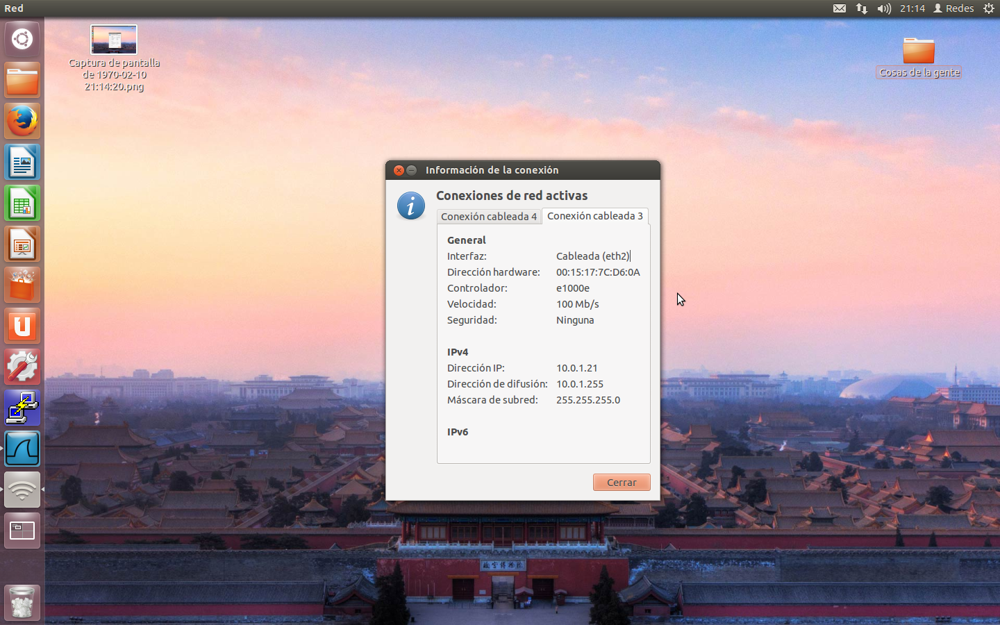 Red
21:14
Redes
Captura de pantalla
de 1970-02-10
21:14:20.png
Cosas de la gente
Información de la conexión
Conexiones de red activas
Conexión cableada 4
Conexión cableada 3
General
Interfaz: Cableada (eth2)
Dirección hardware: 00:15:17:7C:D6:0A
Controlador: e1000e
Velocidad: 100 Mb/s
Seguridad: Ninguna
IPv4
Dirección IP: 10.0.1.21
Dirección de difusión: 10.0.1.255
Máscara de subred: 255.255.255.0
IPv6
Cerrar